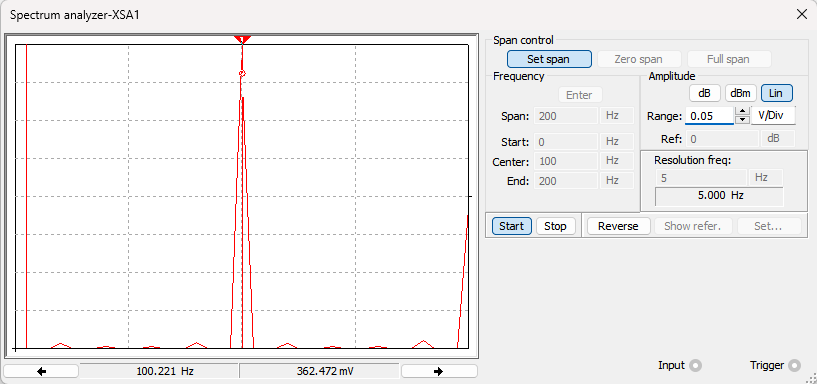 Spectrum analyzer-XSA1
1
Span control
Set span Zero span Full span
Frequency
Enter
Span: 200 Hz
Start: 0 Hz
Center: 100 Hz
End: 200 Hz
Amplitude
dB dBm Lin
Range: 0.05 V/Div
Ref: 0 dB
Resolution freq:
5 Hz
5.000 Hz
Start Stop Reverse Show refer. Set...
100.221 Hz 362.472 mV
Input Trigger